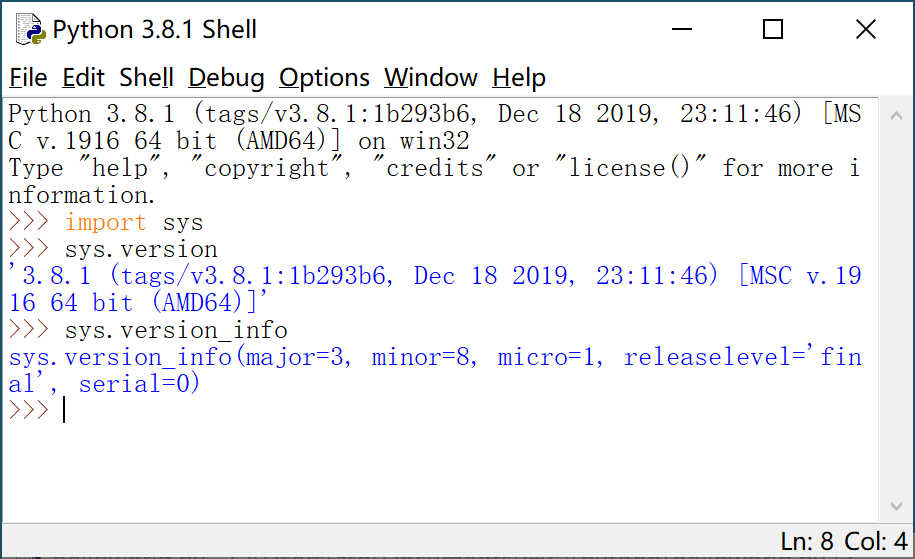 Python 3.8.1 Shell
File Edit Shell Debug Options Window Help
Python 3.8.1 (tags/v3.8.1:1b293b6, Dec 18 2019, 23:11:46) [MS
C v.1916 64 bit (AMD64)] on win32
Type "help", "copyright", "credits" or "license()" for more i
nformation.
>>> import sys
>>> sys.version
'3.8.1 (tags/v3.8.1:1b293b6, Dec 18 2019, 23:11:46) [MSC v.19
16 64 bit (AMD64)]'
>>> sys.version_info
sys.version_info(major=3, minor=8, micro=1, releaselevel='fin
al', serial=0)
>>>
Ln: 8 Col: 4